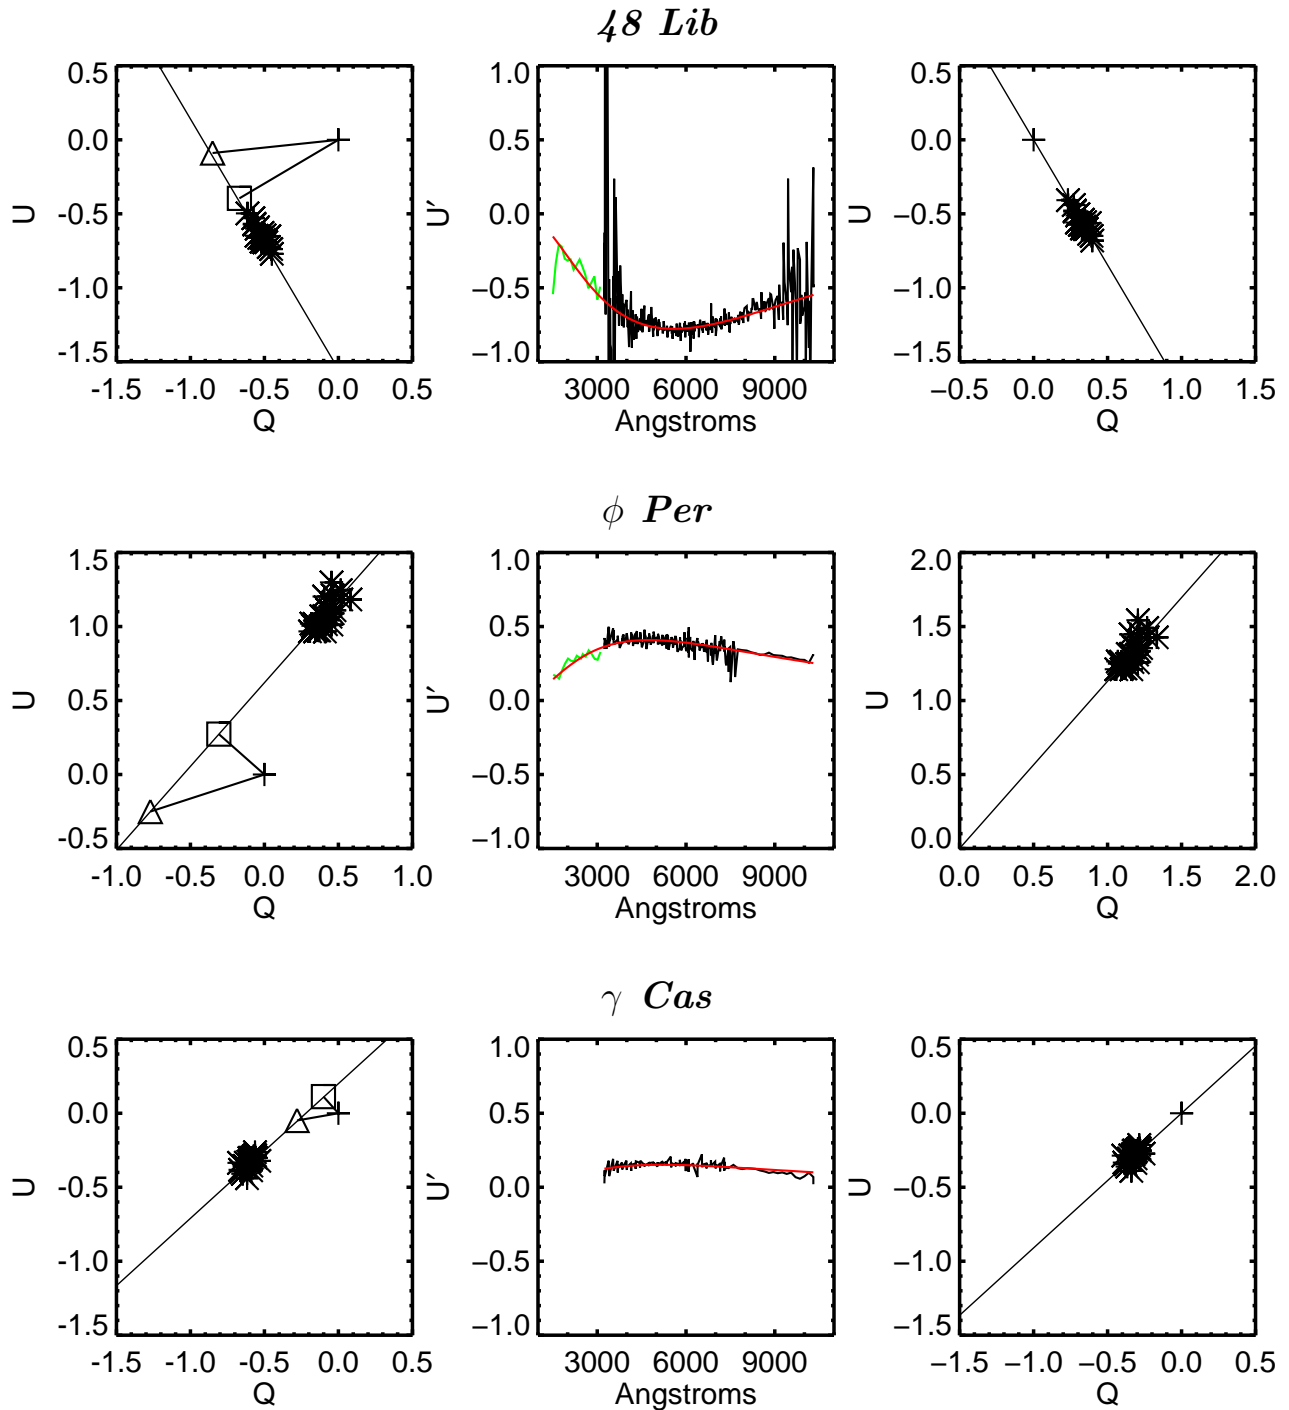 48 Lib
0.5 0.0 -0.5 -1.0 -1.5
U
-1.5 -1.0 -0.5 0.0 0.5
Q
1.0 0.5 0.0 −0.5 −1.0
U′
3000 6000 9000
Angstroms
0.5 0.0 −0.5 −1.0 −1.5
U
−0.5 0.0 0.5 1.0 1.5
Q
ϕ Per
1.5 1.0 0.5 0.0 -0.5
U
-1.0 -0.5 0.0 0.5 1.0
Q
1.0 0.5 0.0 −0.5 −1.0
U′
3000 6000 9000
Angstroms
2.0 1.5 1.0 0.5 0.0
U
0.0 0.5 1.0 1.5 2.0
Q
γ Cas
0.5 0.0 -0.5 -1.0 -1.5
U
-1.5 -1.0 -0.5 0.0 0.5
Q
1.0 0.5 0.0 −0.5 −1.0
U′
3000 6000 9000
Angstroms
0.5 0.0 −0.5 −1.0 −1.5
U
−1.5 −1.0 −0.5 0.0 0.5
Q